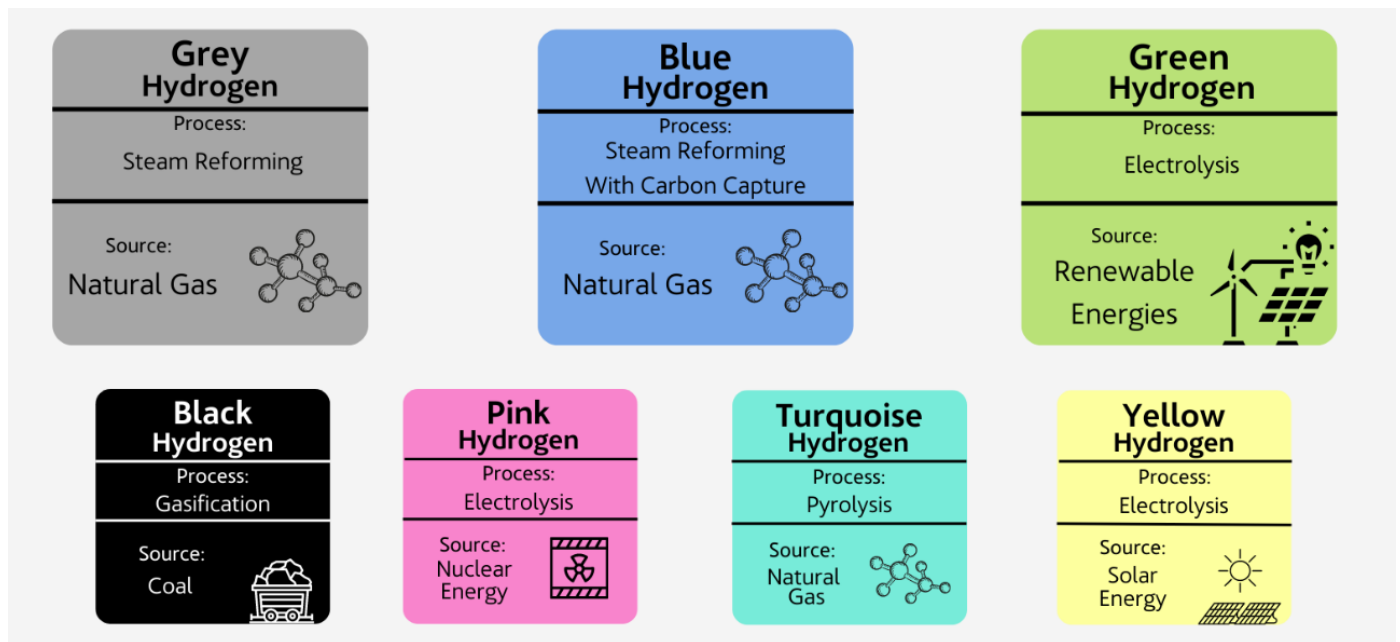 Grey
Hydrogen
Process:
Steam Reforming
Source:
Natural Gas
Blue
Hydrogen
Process:
Steam Reforming
With Carbon Capture
Source:
Natural Gas
Green
Hydrogen
Process:
Electrolysis
Source:
Renewable
Energies
Black
Hydrogen
Process:
Gasification
Source:
Coal
Pink
Hydrogen
Process:
Electrolysis
Source:
Nuclear
Energy
Turquoise
Hydrogen
Process:
Pyrolysis
Source:
Natural
Gas
Yellow
Hydrogen
Process:
Electrolysis
Source:
Solar
Energy